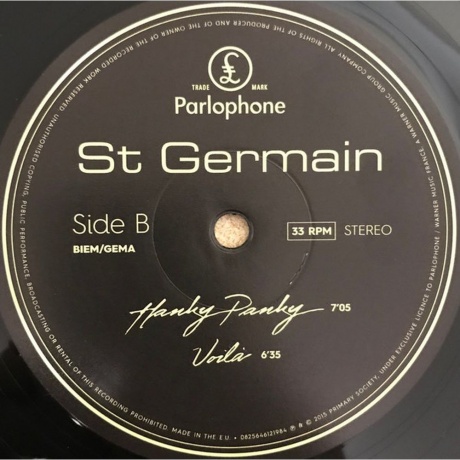 £
TRADE MARK
Parlophone
St Germain
Side B
BIEM/GEMA
33 RPM STEREO
Hanky Panky 7'05
Voilà 6'35
ALL RIGHTS OF THE PRODUCER AND OF THE OWNER OF THE RECORDED WORK RESERVED. UNAUTHORISED COPYING, PUBLIC PERFORMANCE, BROADCASTING OR RENTAL OF THIS RECORDING PROHIBITED. MADE IN THE E.U. • 0825646121984 ℗ & © 2015 PRIMARY SOCIETY, UNDER EXCLUSIVE LICENCE TO PARLOPHONE / WARNER MUSIC FRANCE, A WARNER MUSIC GROUP COMPANY